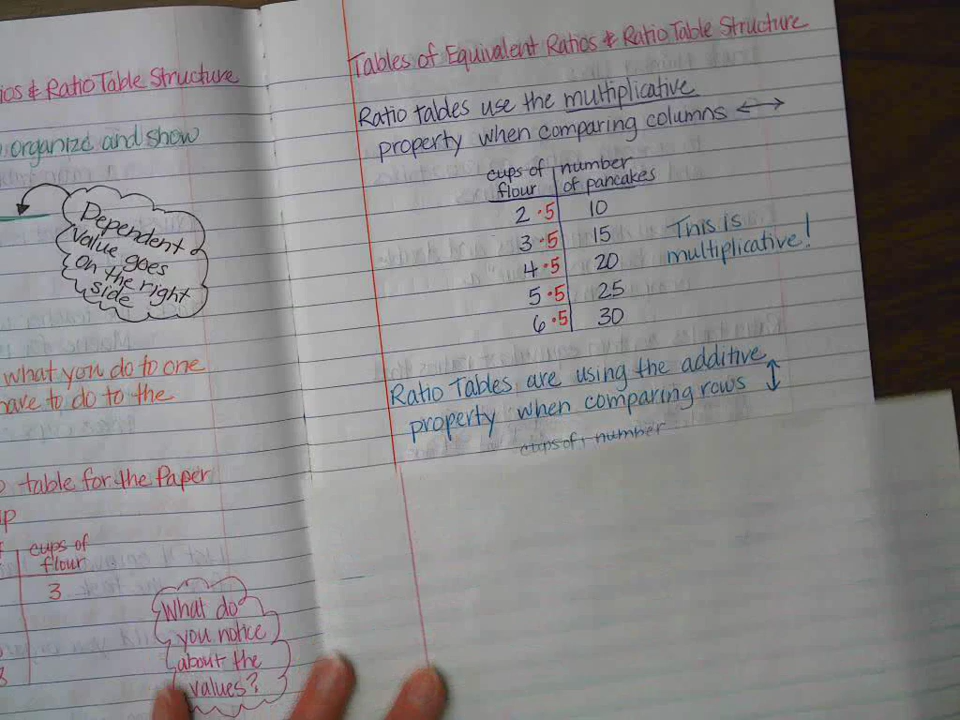 ios & Ratio Table Structure
organize and show
Dependent
value goes
on the right
side
what you do to one
have to do to the
table for the Paper
cups of
flour
3
What do
you notice
about the
values?
Tables of Equivalent Ratios & Ratio Table Structure
Ratio tables use the multiplicative
property when comparing columns ↔
cups of flour | number of pancakes
2 ·5 | 10
3 ·5 | 15
4 ·5 | 20
5 ·5 | 25
6 ·5 | 30
This is
multiplicative!
Ratio Tables are using the additive
property when comparing rows ↕
cups of | number